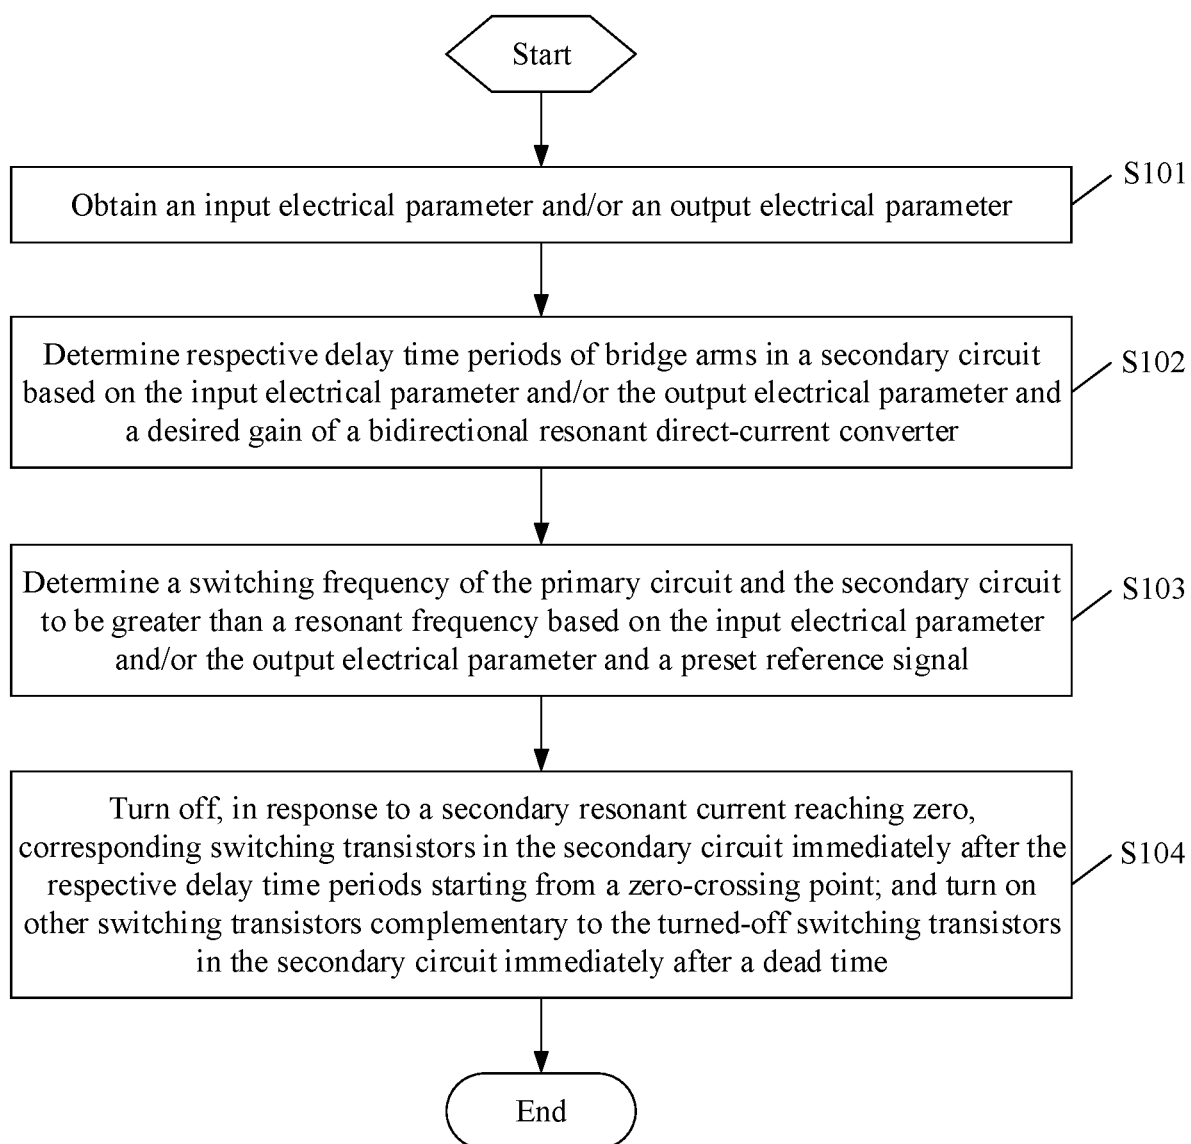 Start
S101
Obtain an input electrical parameter and/or an output electrical parameter
Determine respective delay time periods of bridge arms in a secondary circuit
based on the input electrical parameter and/or the output electrical parameter and
a desired gain of a bidirectional resonant direct-current converter
S102
Determine a switching frequency of the primary circuit and the secondary circuit
to be greater than a resonant frequency based on the input electrical parameter
and/or the output electrical parameter and a preset reference signal
S103
Turn off, in response to a secondary resonant current reaching zero,
corresponding switching transistors in the secondary circuit immediately after the
respective delay time periods starting from a zero-crossing point; and turn on
other switching transistors complementary to the turned-off switching transistors
in the secondary circuit immediately after a dead time
S104
End